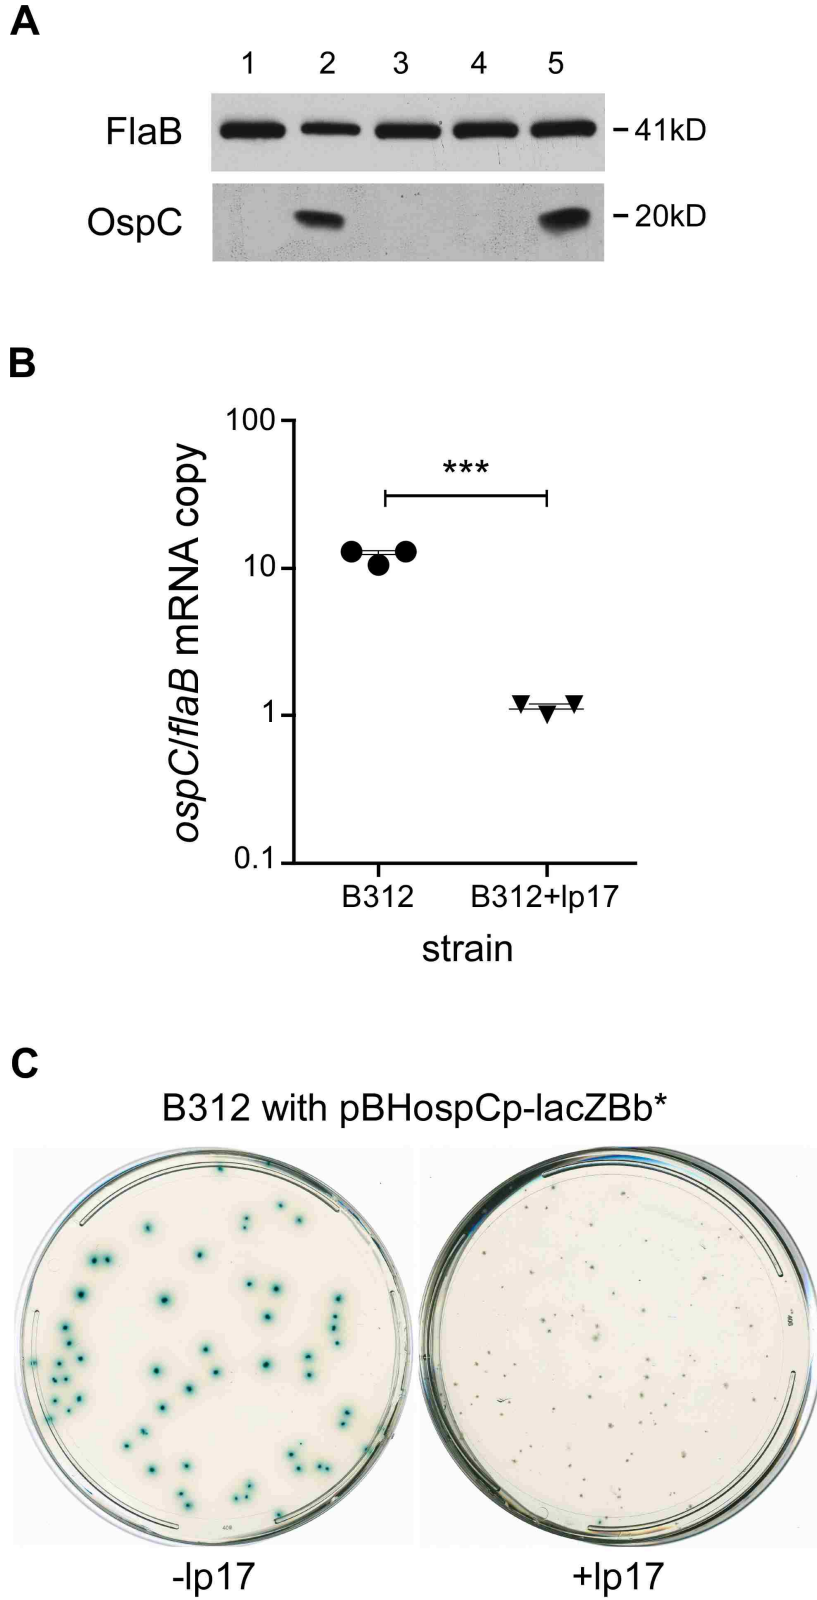 A
1 2 3 4 5
FlaB
41kD
OspC
20kD
B
100
10
1
0.1
ospC/flaB mRNA copy
***
B312 B312+lp17
strain
C
B312 with pBHospCp-lacZBb*
-lp17 +lp17